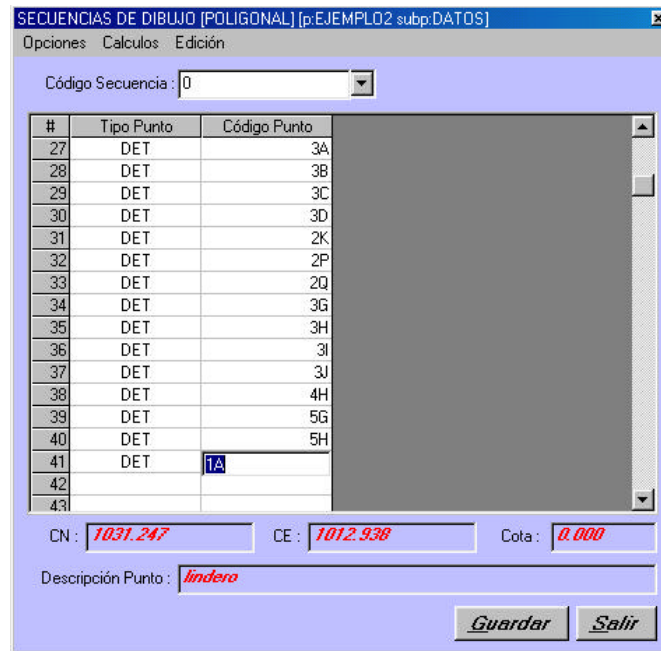 SECUENCIAS DE DIBUJO [POLIGONAL] [p:EJEMPLO2 subp:DATOS]
Opciones Calculos Edición
Código Secuencia : 0
# Tipo Punto Código Punto
27 DET 3A
28 DET 3B
29 DET 3C
30 DET 3D
31 DET 2K
32 DET 2P
33 DET 2Q
34 DET 3G
35 DET 3H
36 DET 3I
37 DET 3J
38 DET 4H
39 DET 5G
40 DET 5H
41 DET 1A
42
43
CN : 1031.247 CE : 1012.938 Cota : 0.000
Descripción Punto : lindero
Guardar Salir